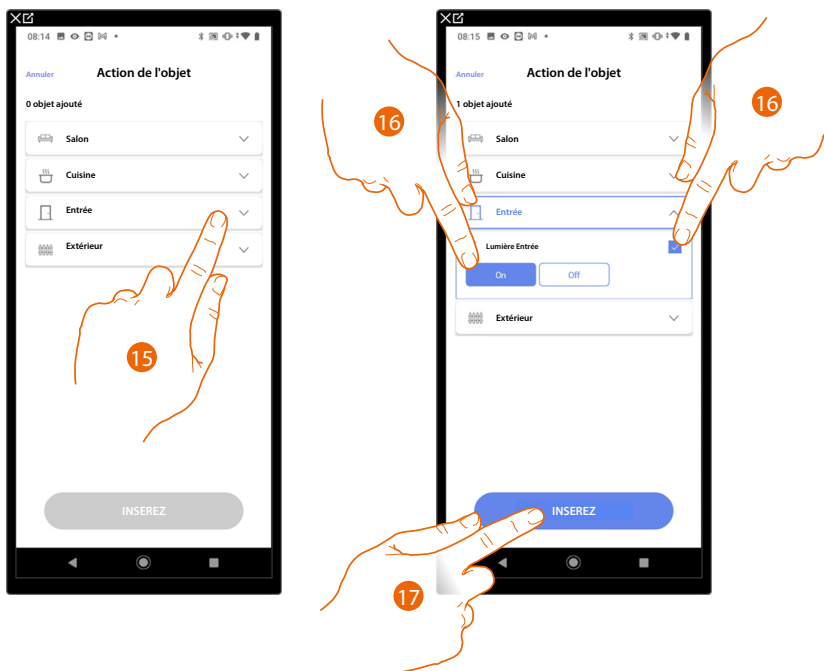 08:14
Annuler Action de l'objet
0 objet ajouté
Salon
Cuisine
Entrée
Extérieur
15
INSEREZ
08:15
Annuler Action de l'objet
1 objet ajouté
16
16
Salon
Cuisine
Entrée
Lumière Entrée
On Off
Extérieur
INSEREZ
17